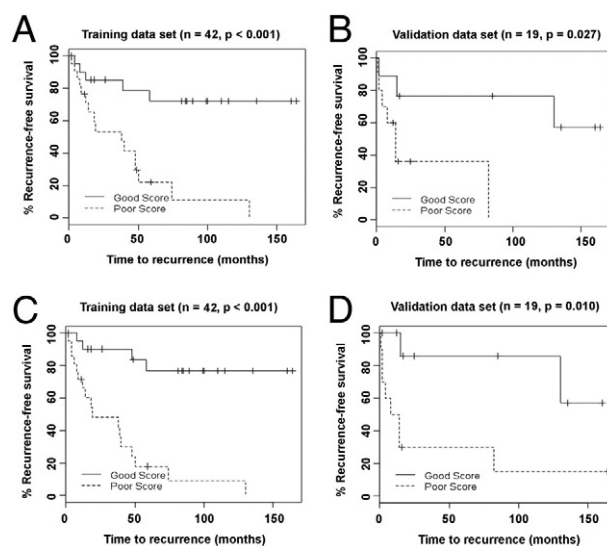 A
Training data set (n = 42, p < 0.001)
% Recurrence-free survival
100
80
60
40
20
0
Good Score
Poor Score
0 50 100 150
Time to recurrence (months)
B
Validation data set (n = 19, p = 0.027)
% Recurrence-free survival
100
80
60
40
20
0
Good Score
Poor Score
0 50 100 150
Time to recurrence (months)
C
Training data set (n = 42, p < 0.001)
% Recurrence-free survival
100
80
60
40
20
0
Good Score
Poor Score
0 50 100 150
Time to recurrence (months)
D
Validation data set (n = 19, p = 0.010)
% Recurrence-free survival
100
80
60
40
20
0
Good Score
Poor Score
0 50 100 150
Time to recurrence (months)